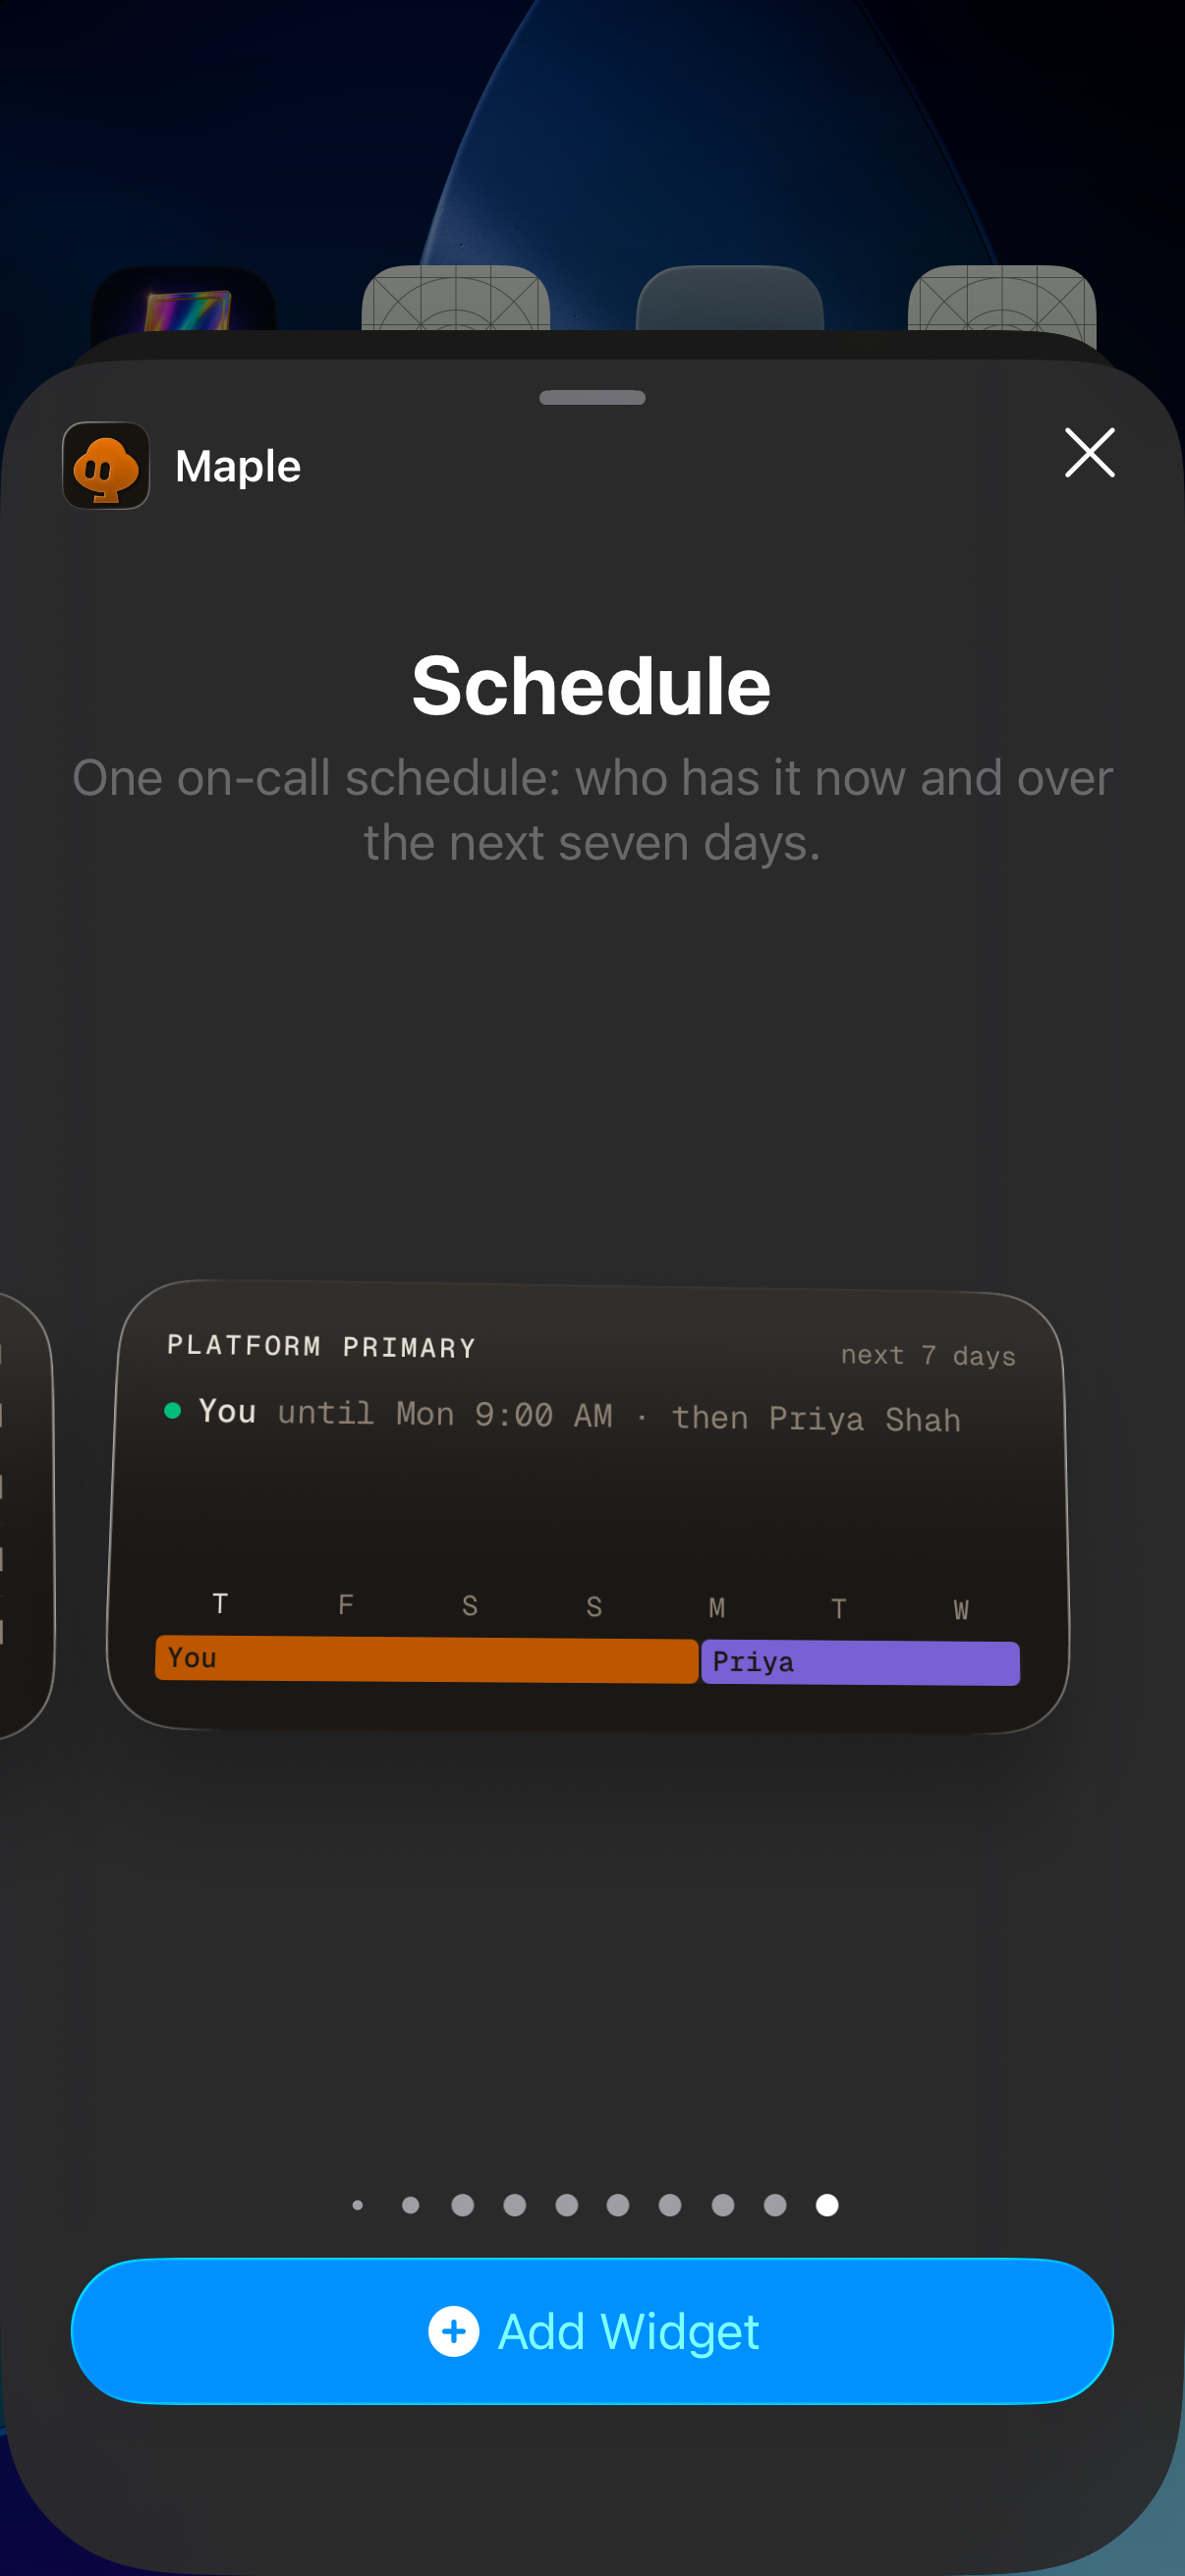 Maple
Schedule
One on-call schedule: who has it now and over
the next seven days.
PLATFORM PRIMARY
next 7 days
You until Mon 9:00 AM · then Priya Shah
T F S S M T W
You Priya
Add Widget